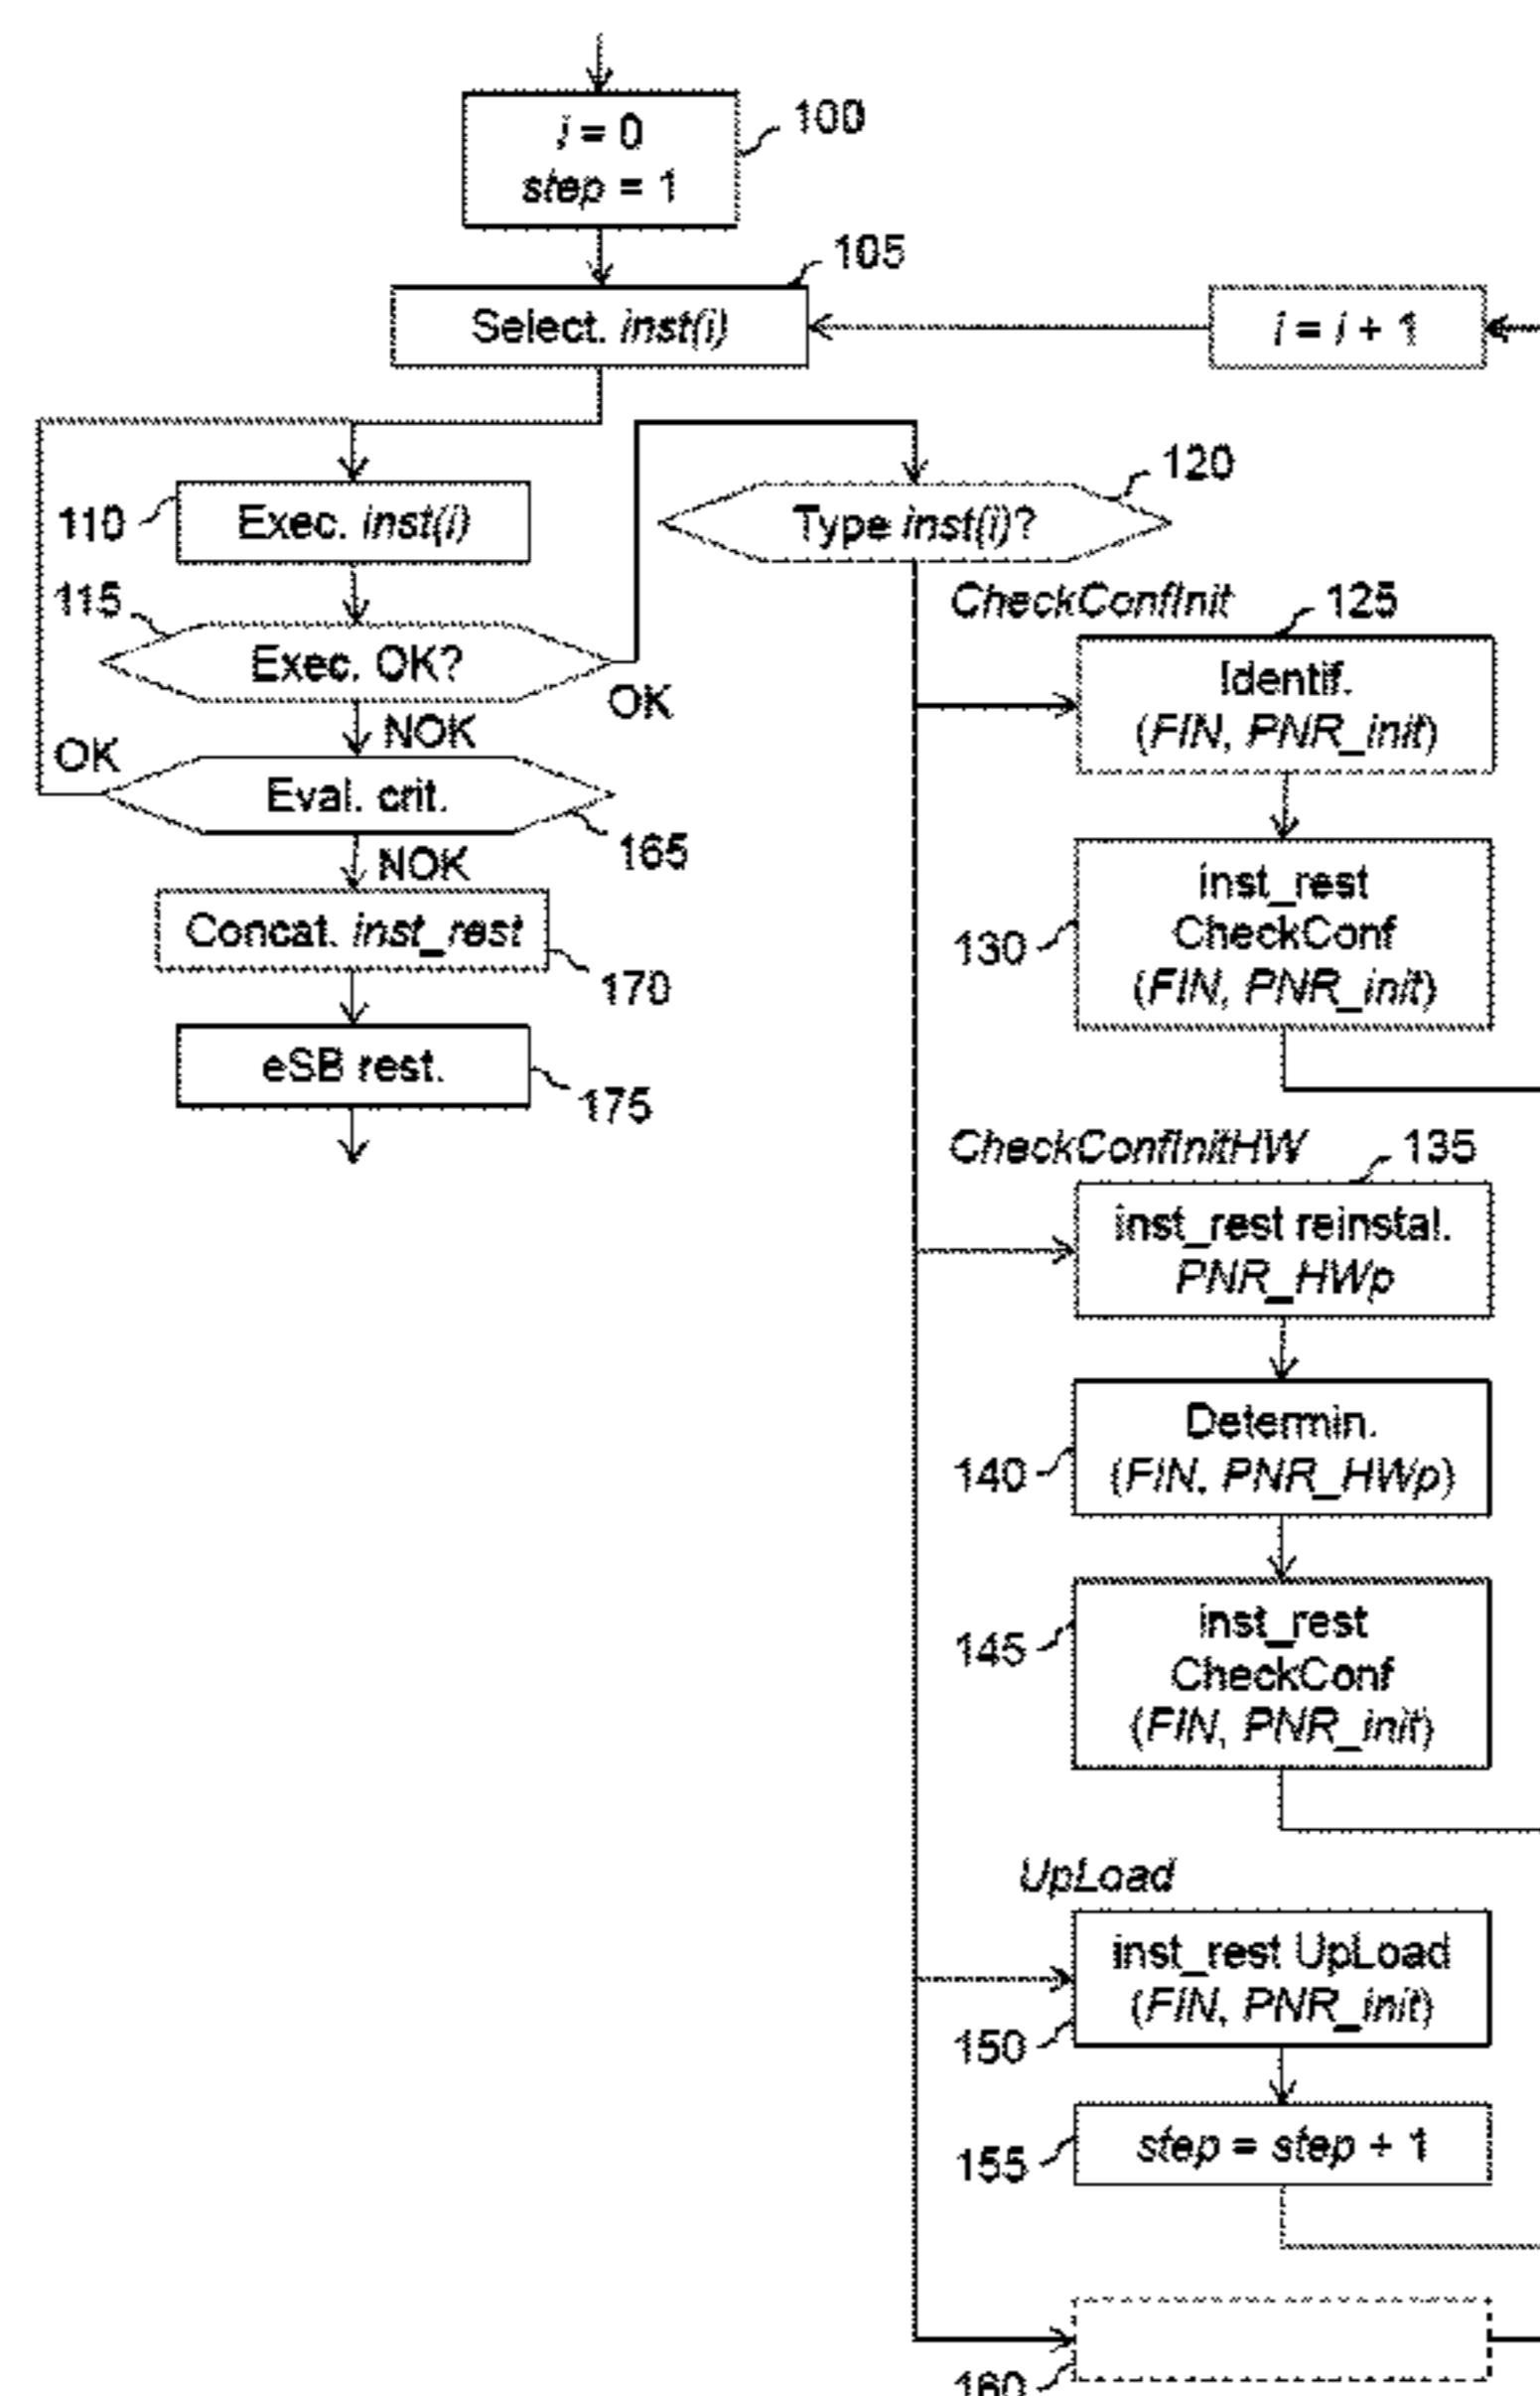 i = 0
step = 1
100
105
Select. inst(i)
i = i + 1
110
Exec. inst(i)
120
Type inst(i)?
115
Exec. OK?
OK
NOK
OK
Eval. crit.
165
NOK
Concat. inst_rest
170
eSB rest.
175
CheckConfInit
125
Identif.
(FIN, PNR_init)
130
inst_rest
CheckConf
(FIN, PNR_init)
CheckConfInitHW
135
inst_rest reinstal.
PNR_HWp
Determin.
140
(FIN, PNR_HWp)
145
inst_rest
CheckConf
(FIN, PNR_init)
UpLoad
inst_rest UpLoad
(FIN, PNR_init)
150
step = step + 1
155
160